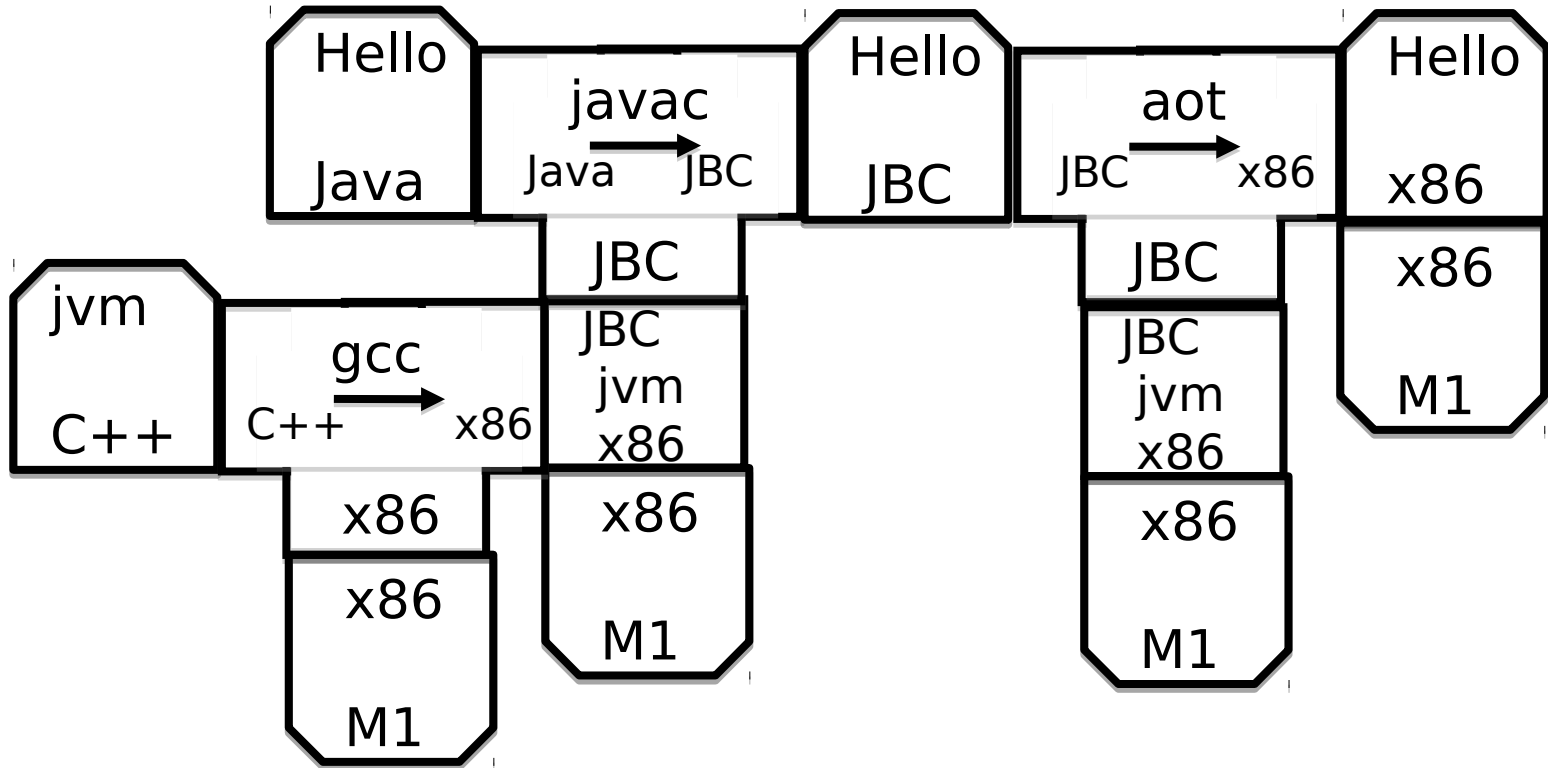 Hello
Java
javac
Java JBC
JBC
Hello
JBC
aot
JBC x86
JBC
Hello
x86
x86
M1
jvm
C++
gcc
C++ x86
x86
x86
M1
JBC
jvm
x86
x86
M1
JBC
jvm
x86
x86
M1